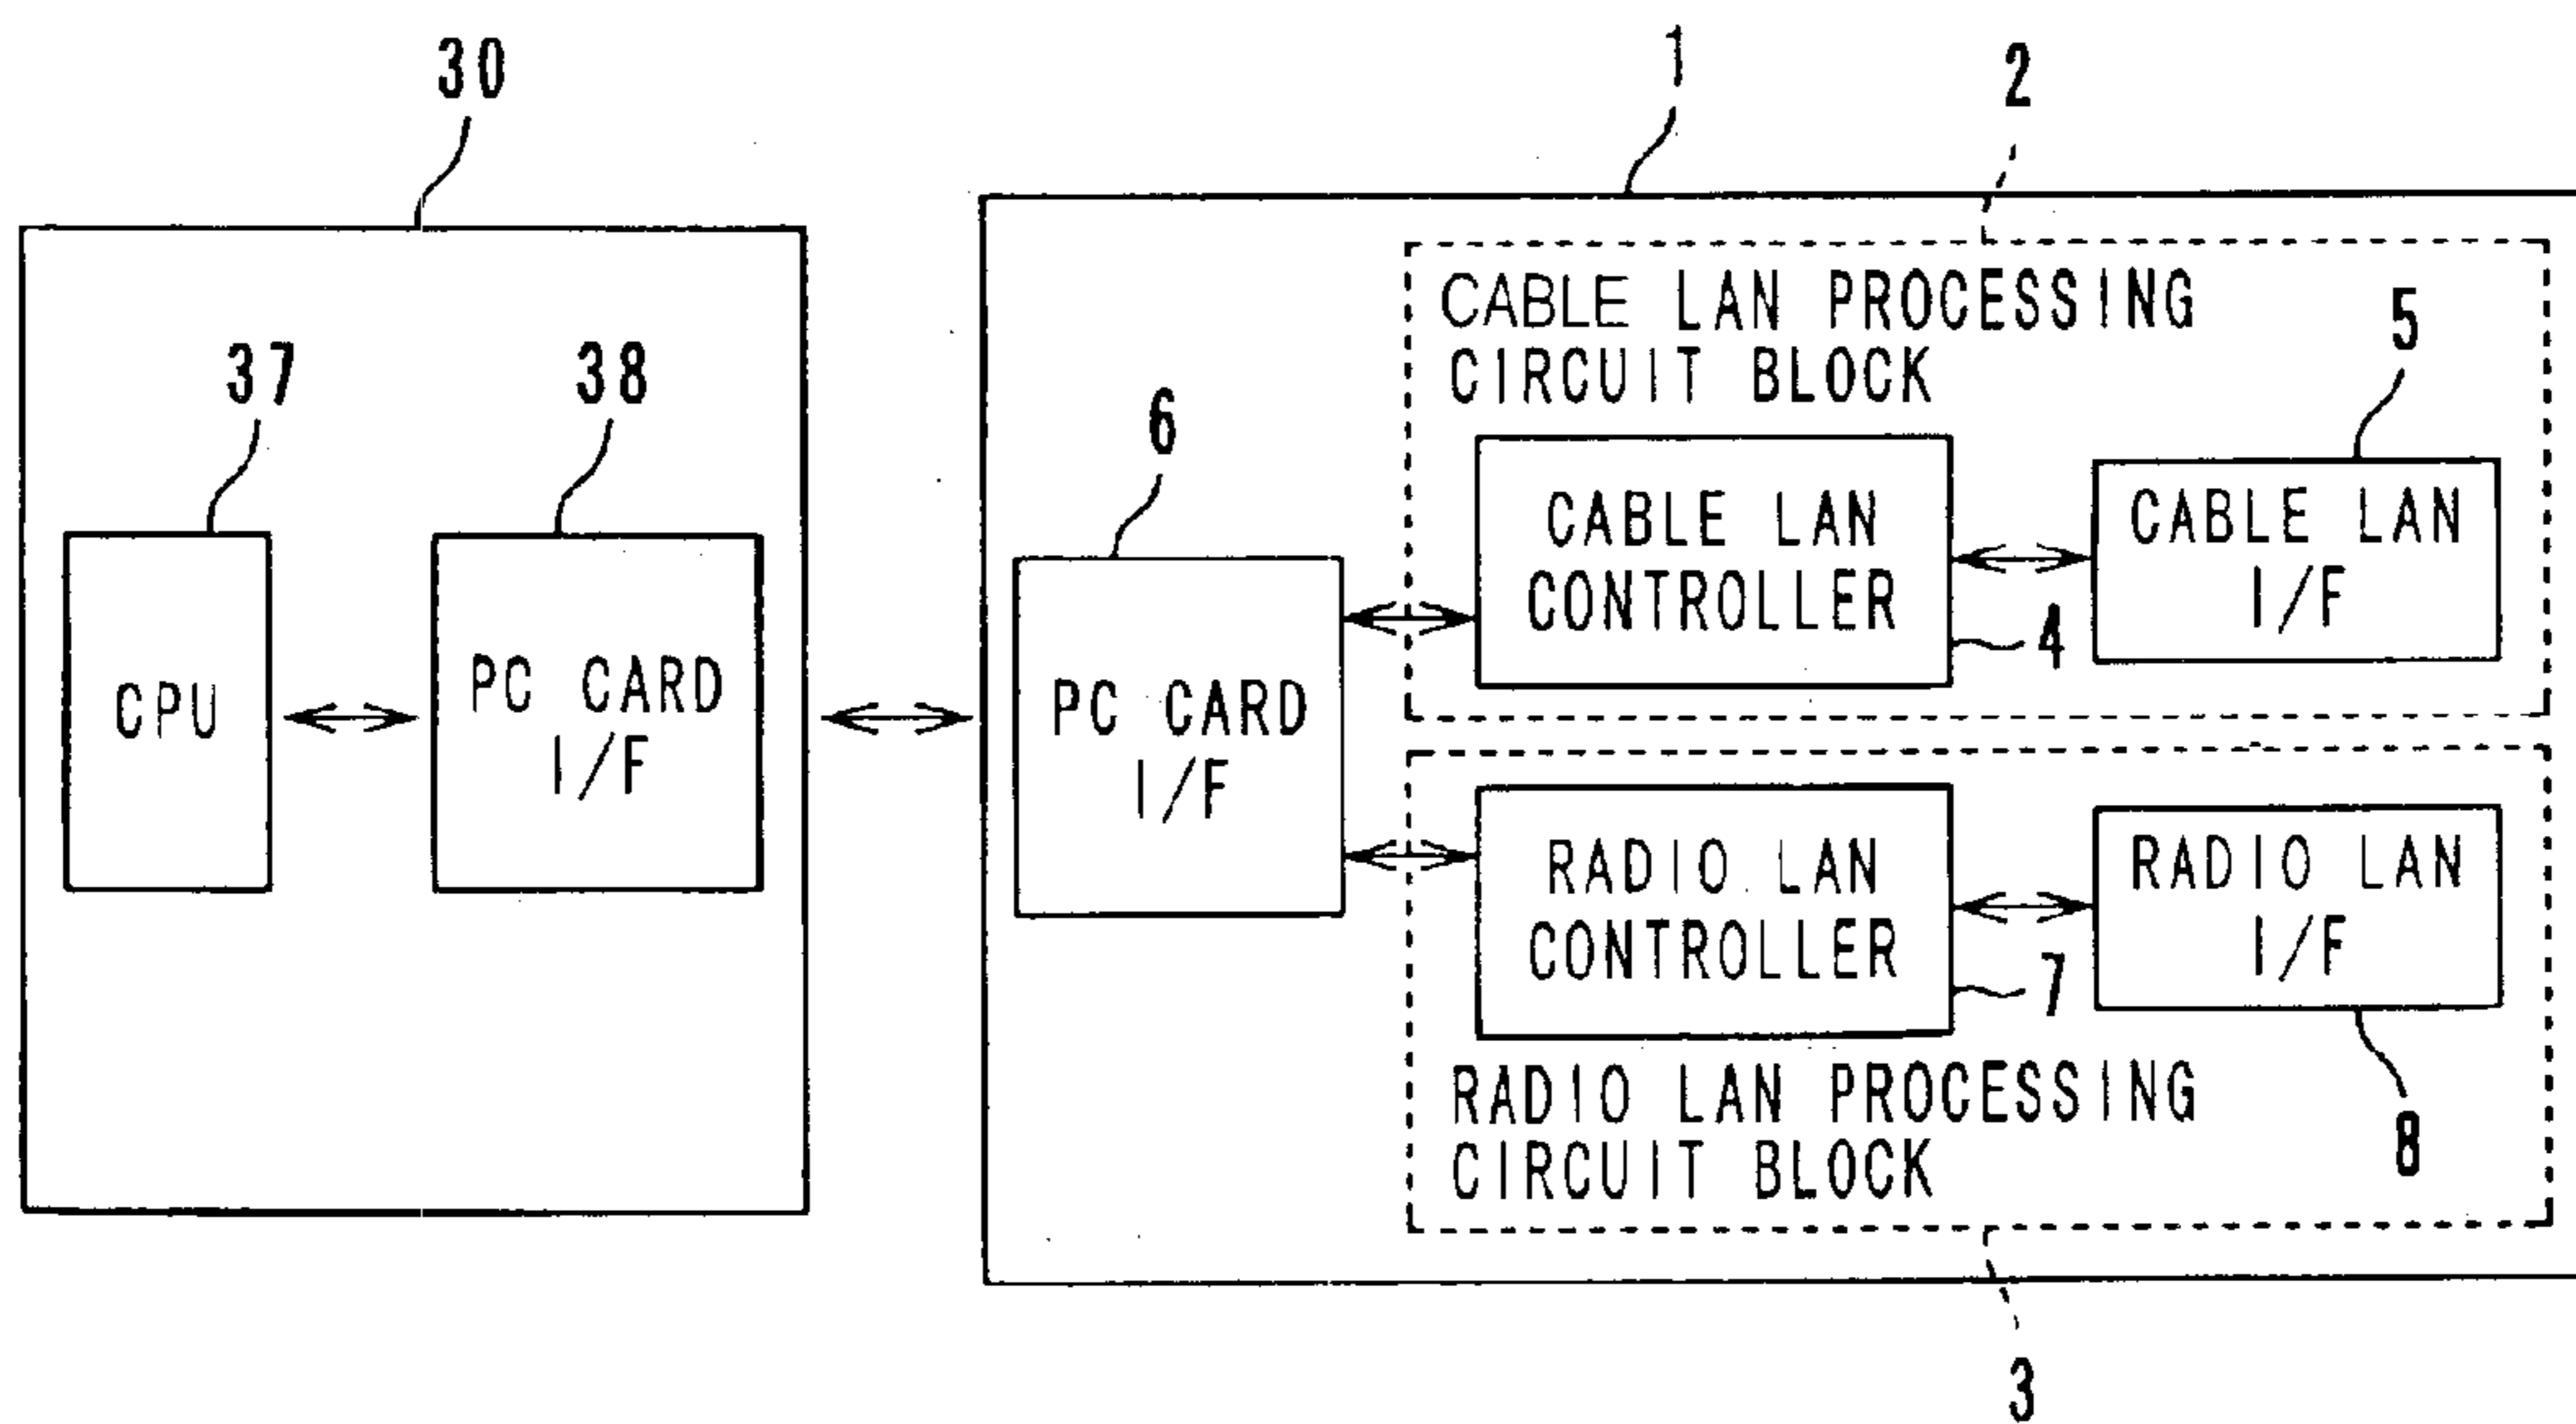 30
1
2
37
38
6
5
CABLE LAN PROCESSING
CIRCUIT BLOCK
CPU
PC CARD
I/F
PC CARD
I/F
CABLE LAN
CONTROLLER
4
CABLE LAN
I/F
RADIO LAN
CONTROLLER
7
RADIO LAN
I/F
RADIO LAN PROCESSING
CIRCUIT BLOCK
8
3